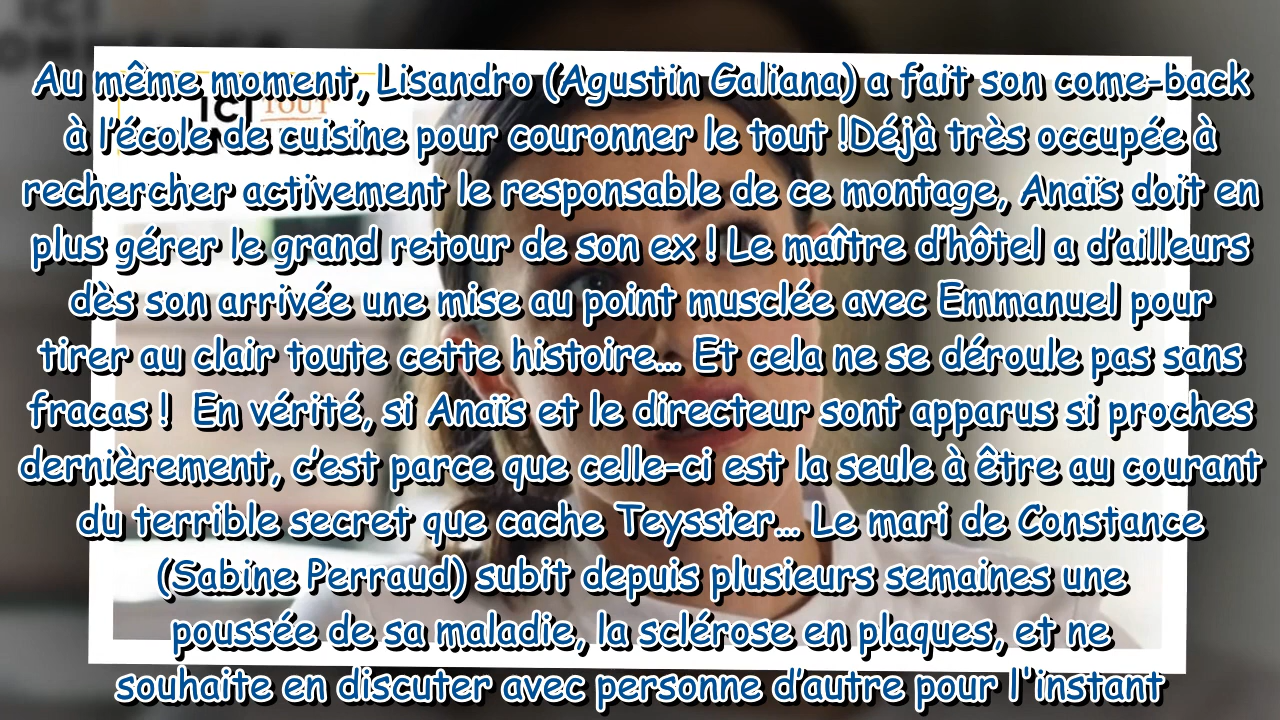 ICI
Au même moment, Lisandro (Agustin Galiana) a fait son come-back
ICI TOUT
à l'école de cuisine pour couronner le tout !Déjà très occupée à
rechercher activement le responsable de ce montage, Anaïs doit en
plus gérer le grand retour de son ex ! Le maître d'hôtel a d'ailleurs
dès son arrivée une mise au point musclée avec Emmanuel pour
tirer au clair toute cette histoire... Et cela ne se déroule pas sans
fracas !  En vérité, si Anaïs et le directeur sont apparus si proches
dernièrement, c'est parce que celle-ci est la seule à être au courant
du terrible secret que cache Teyssier... Le mari de Constance
(Sabine Perraud) subit depuis plusieurs semaines une
poussée de sa maladie, la sclérose en plaques, et ne
souhaite en discuter avec personne d'autre pour l'instant